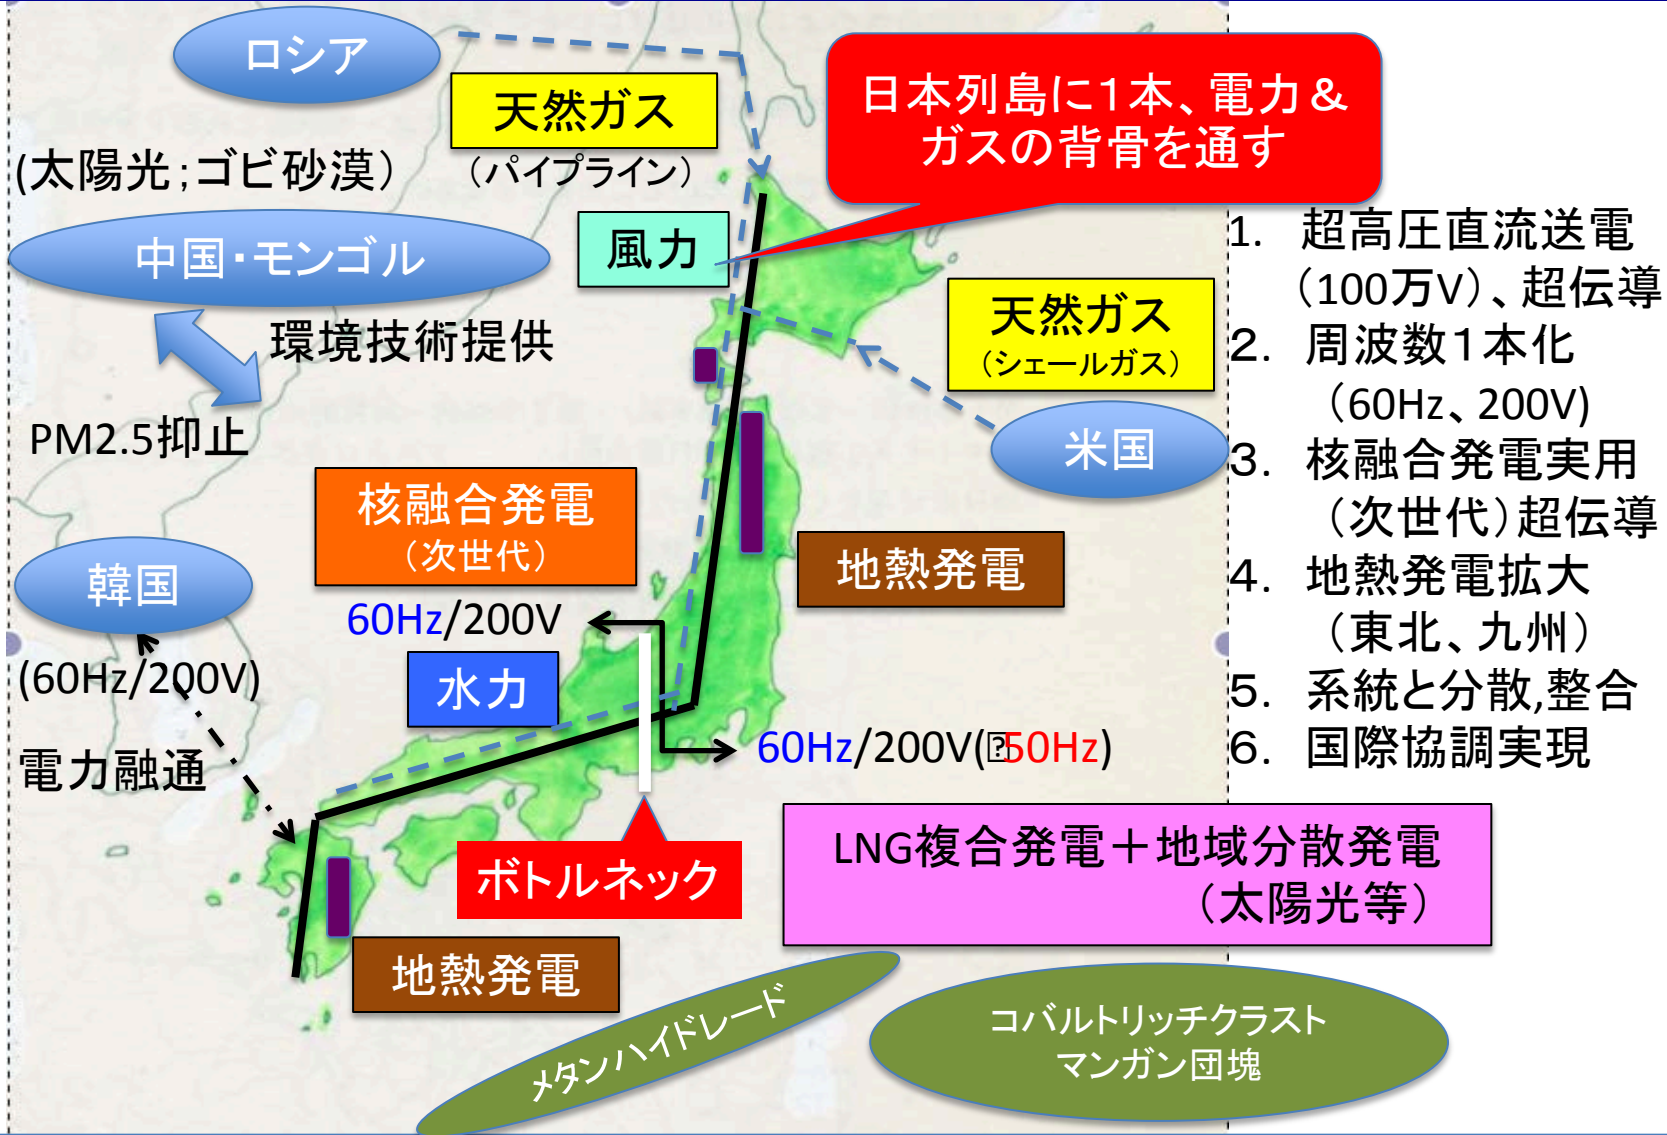 ロシア
天然ガス
（パイプライン）
日本列島に1本、電力＆
ガスの背骨を通す
(太陽光；ゴビ砂漠）
中国・モンゴル
風力
環境技術提供
PM2.5抑止
天然ガス
（シェールガス）
米国
核融合発電
（次世代）
地熱発電
韓国
60Hz/200V
(60Hz/200V)
水力
電力融通
60Hz/200V(50Hz)
ボトルネック
LNG複合発電＋地域分散発電
（太陽光等）
地熱発電
メタンハイドレード
コバルトリッチクラスト
マンガン団塊
1. 超高圧直流送電
（100万V）、超伝導
２． 周波数１本化
（60Hz、200V)
３． 核融合発電実用
（次世代）超伝導
４． 地熱発電拡大
（東北、九州）
５． 系統と分散,整合
６． 国際協調実現